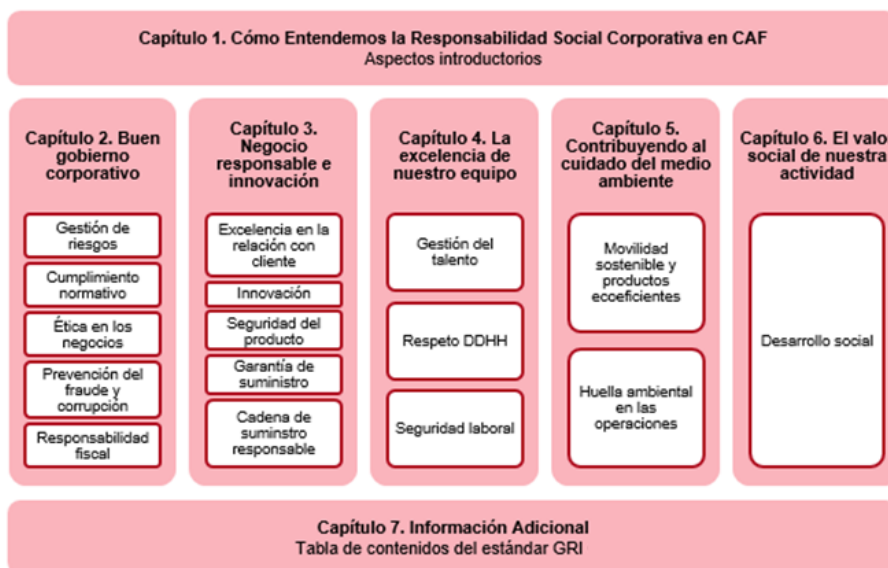 Capítulo 1. Cómo Entendemos la Responsabilidad Social Corporativa en CAF
Aspectos introductorios
Capítulo 2. Buen
gobierno
corporativo
Gestión de
riesgos
Cumplimiento
normativo
Ética en los
negocios
Prevención del
fraude y
corrupción
Responsabilidad
fiscal
Capítulo 3.
Negocio
responsable e
innovación
Excelencia en la
relación con
cliente
Innovación
Seguridad del
producto
Garantía de
suministro
Cadena de
suminstro
responsable
Capítulo 4. La
excelencia de
nuestro equipo
Gestión del
talento
Respeto DDHH
Seguridad laboral
Capítulo 5.
Contribuyendo al
cuidado del medio
ambiente
Movilidad
sostenible y
productos
ecoeficientes
Huella ambiental
en las
operaciones
Capítulo 6. El valo
social de nuestra
actividad
Desarrollo social
Capítulo 7. Información Adicional
Tabla de contenidos del estándar GRI